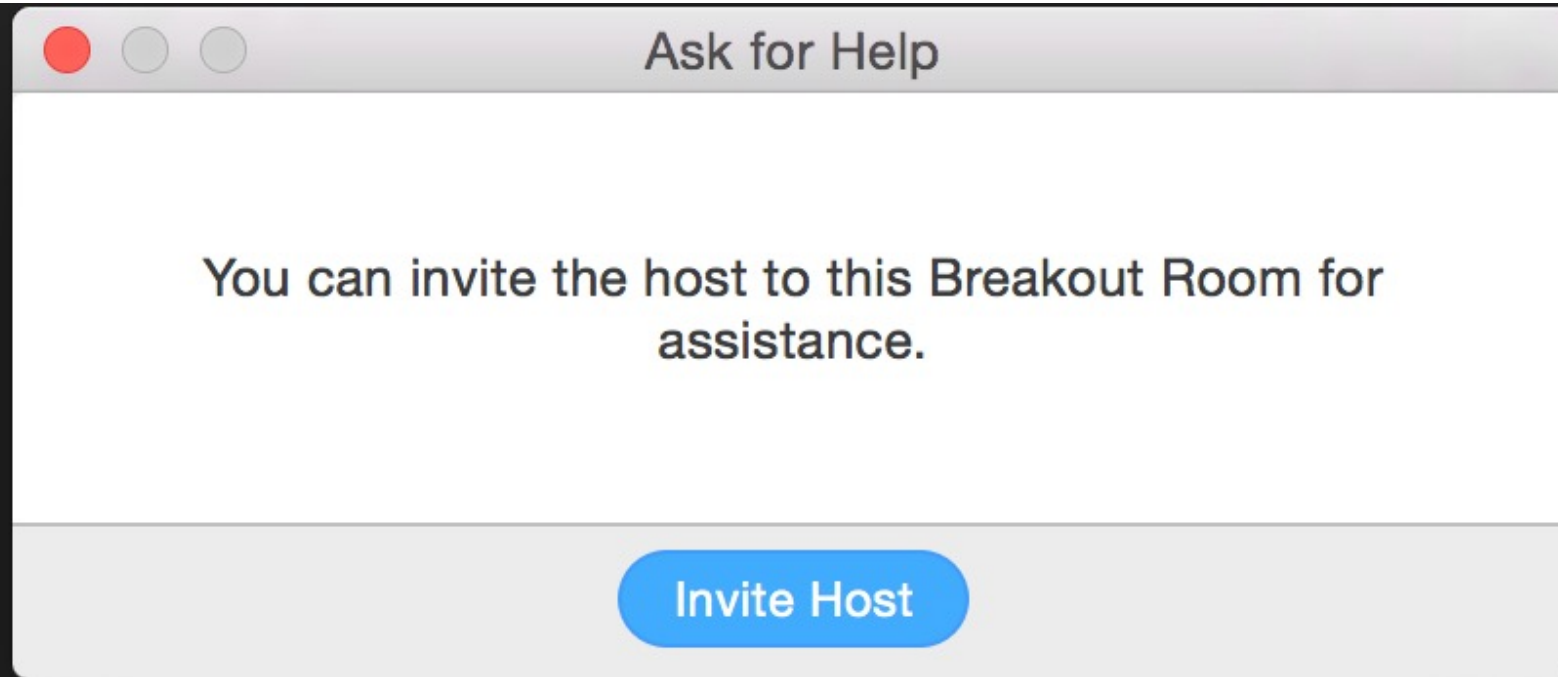 Ask for Help
You can invite the host to this Breakout Room for
assistance.
Invite Host